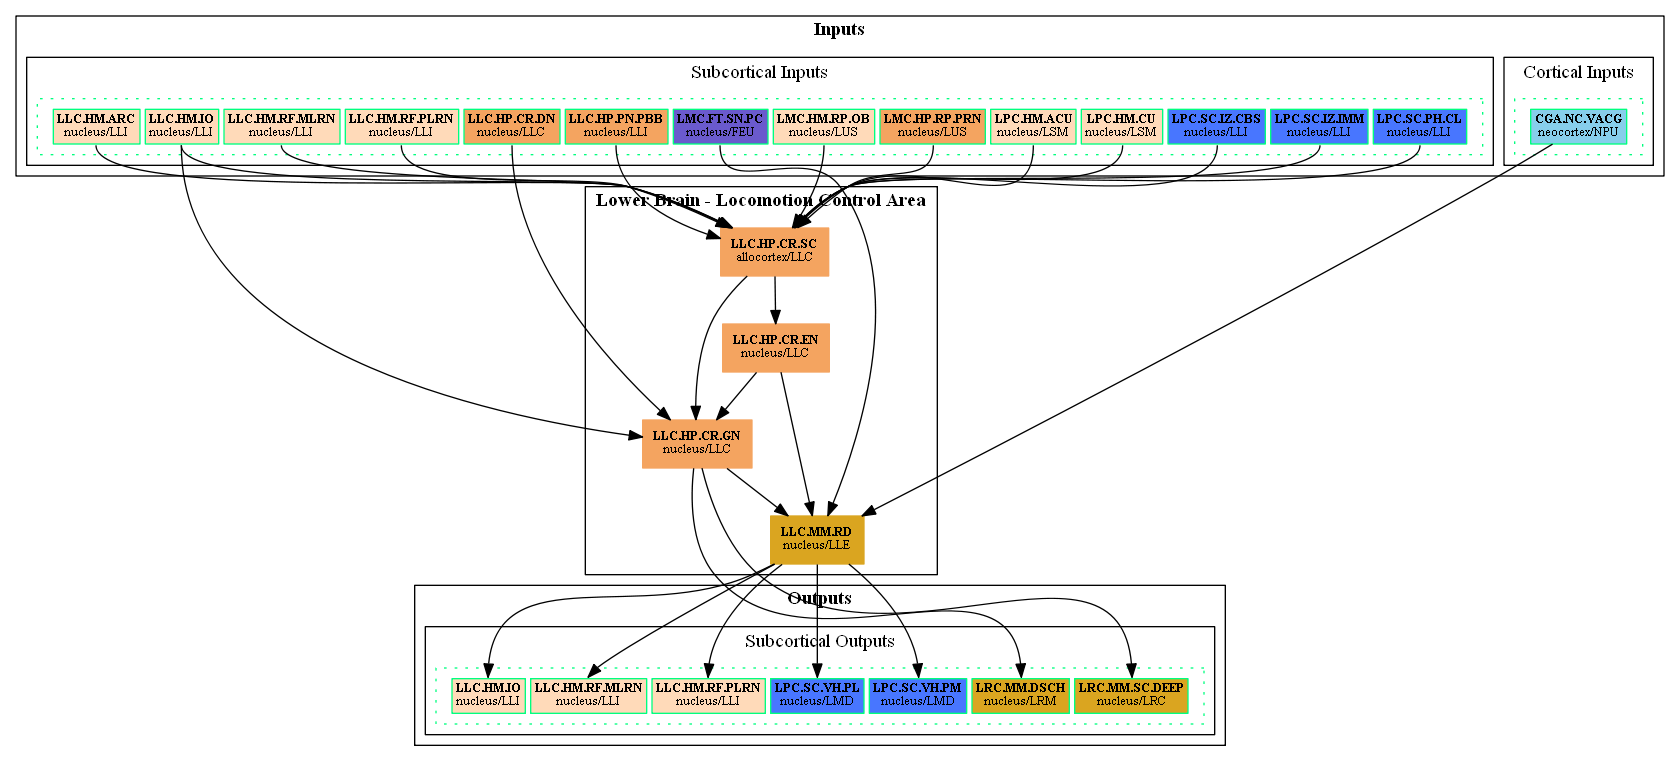 Inputs
Subcortical Inputs
Cortical Inputs
LLC.HM.ARC
nucleus/LLI
LLC.HM.IO
nucleus/LLI
LLC.HM.RF.MLRN
nucleus/LLI
LLC.HM.RF.PLRN
nucleus/LLI
LLC.HP.CR.DN
nucleus/LLC
LLC.HP.PN.PBB
nucleus/LLI
LMC.FT.SN.PC
nucleus/FEU
LMC.HM.RP.OB
nucleus/LUS
LMC.HP.RP.PRN
nucleus/LUS
LPC.HM.ACU
nucleus/LSM
LPC.HM.CU
nucleus/LSM
LPC.SC.IZ.CBS
nucleus/LLI
LPC.SC.IZ.IMM
nucleus/LLI
LPC.SC.PH.CL
nucleus/LLI
CGA.NC.VACG
neocortex/NPU
Lower Brain - Locomotion Control Area
LLC.HP.CR.SC
allocortex/LLC
LLC.HP.CR.EN
nucleus/LLC
LLC.HP.CR.GN
nucleus/LLC
LLC.MM.RD
nucleus/LLE
Outputs
Subcortical Outputs
LLC.HM.IO
nucleus/LLI
LLC.HM.RF.MLRN
nucleus/LLI
LLC.HM.RF.PLRN
nucleus/LLI
LPC.SC.VH.PL
nucleus/LMD
LPC.SC.VH.PM
nucleus/LMD
LRC.MM.DSCH
nucleus/LRM
LRC.MM.SC.DEEP
nucleus/LRC